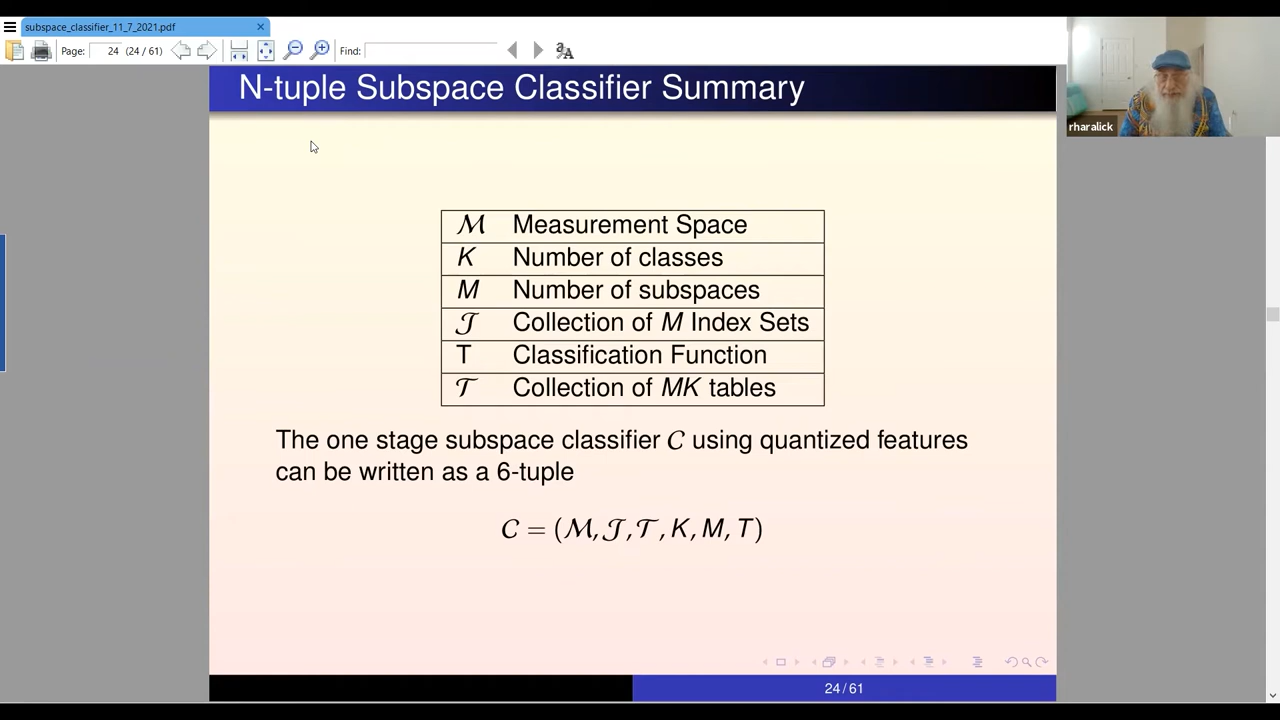 subspace_classifier_11_7_2021.pdf
Page: 24 (24 / 61) Find:
N-tuple Subspace Classifier Summary
rharalick
ℳ Measurement Space
K Number of classes
M Number of subspaces
𝒥 Collection of M Index Sets
T Classification Function
𝒯 Collection of MK tables
The one stage subspace classifier 𝒞 using quantized features
can be written as a 6-tuple
𝒞 = (ℳ, 𝒥, 𝒯, K, M, T)
24 / 61